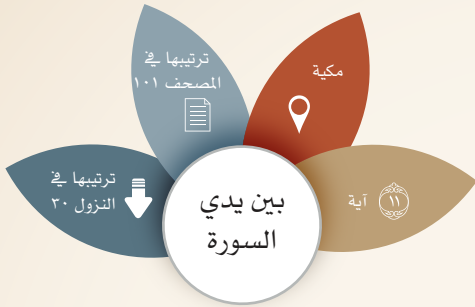 مكية
ترتيبها في
المصحف ١٠١
ترتيبها في
النزول ٣٠
١١ آية
بين يدي
السورة